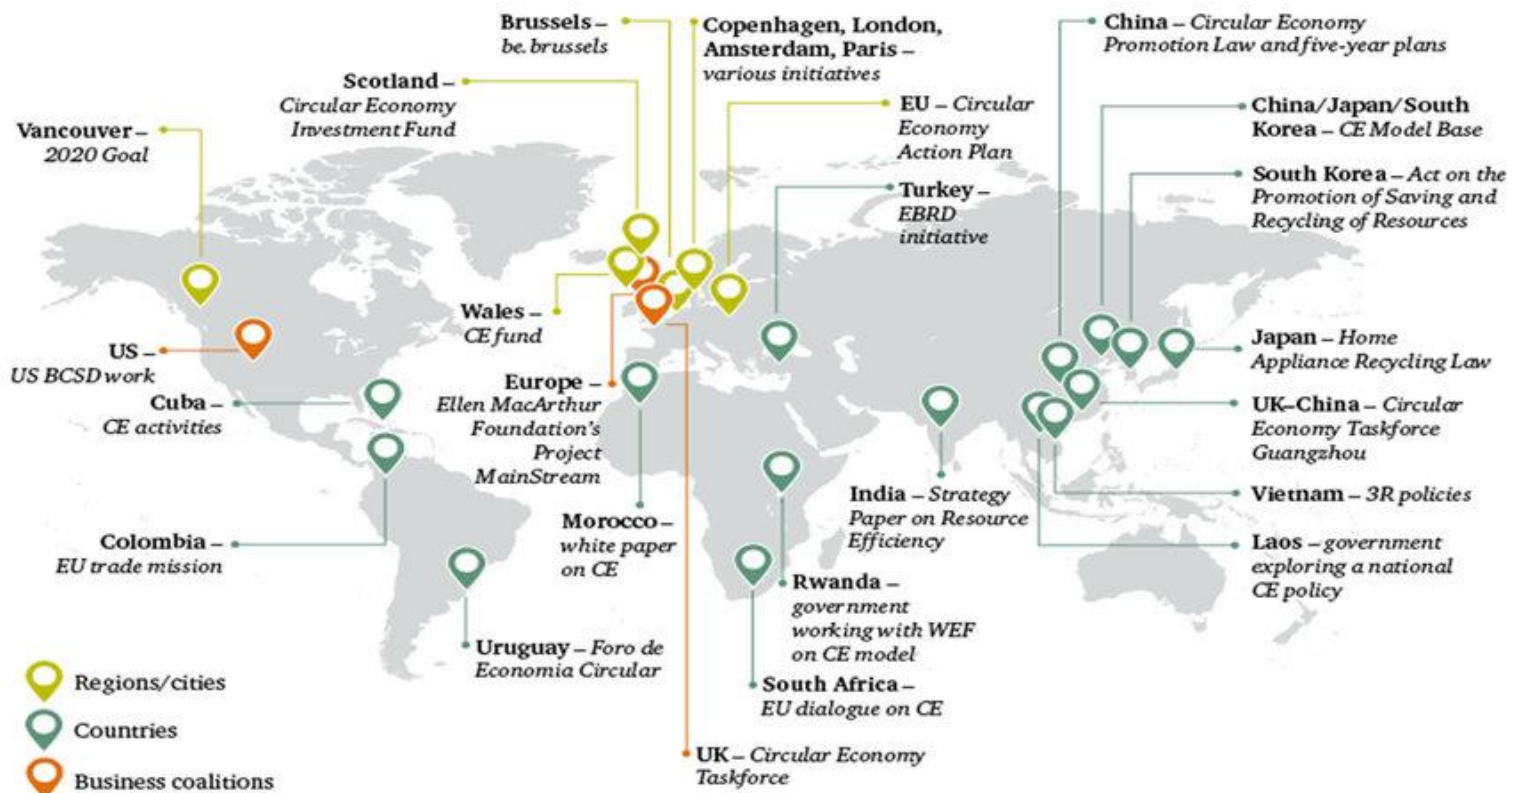 Brussels –
be.brussels
Copenhagen, London,
Amsterdam, Paris –
various initiatives
China – Circular Economy
Promotion Law and five-year plans
Scotland –
Circular Economy
Investment Fund
EU – Circular
Economy
Action Plan
China/Japan/South
Korea – CE Model Base
Vancouver –
2020 Goal
Turkey –
EBRD
initiative
South Korea – Act on the
Promotion of Saving and
Recycling of Resources
Wales –
CE fund
US –
US BCSD work
Japan – Home
Appliance Recycling Law
Cuba –
CE activities
Europe –
Ellen MacArthur
Foundation's
Project
MainStream
UK–China – Circular
Economy Taskforce
Guangzhou
India – Strategy
Paper on Resource
Efficiency
Vietnam – 3R policies
Colombia –
EU trade mission
Morocco –
white paper
on CE
Laos – government
exploring a national
CE policy
Rwanda –
government
working with WEF
on CE model
Uruguay – Foro de
Economia Circular
South Africa –
EU dialogue on CE
UK – Circular Economy
Taskforce
Regions/cities
Countries
Business coalitions